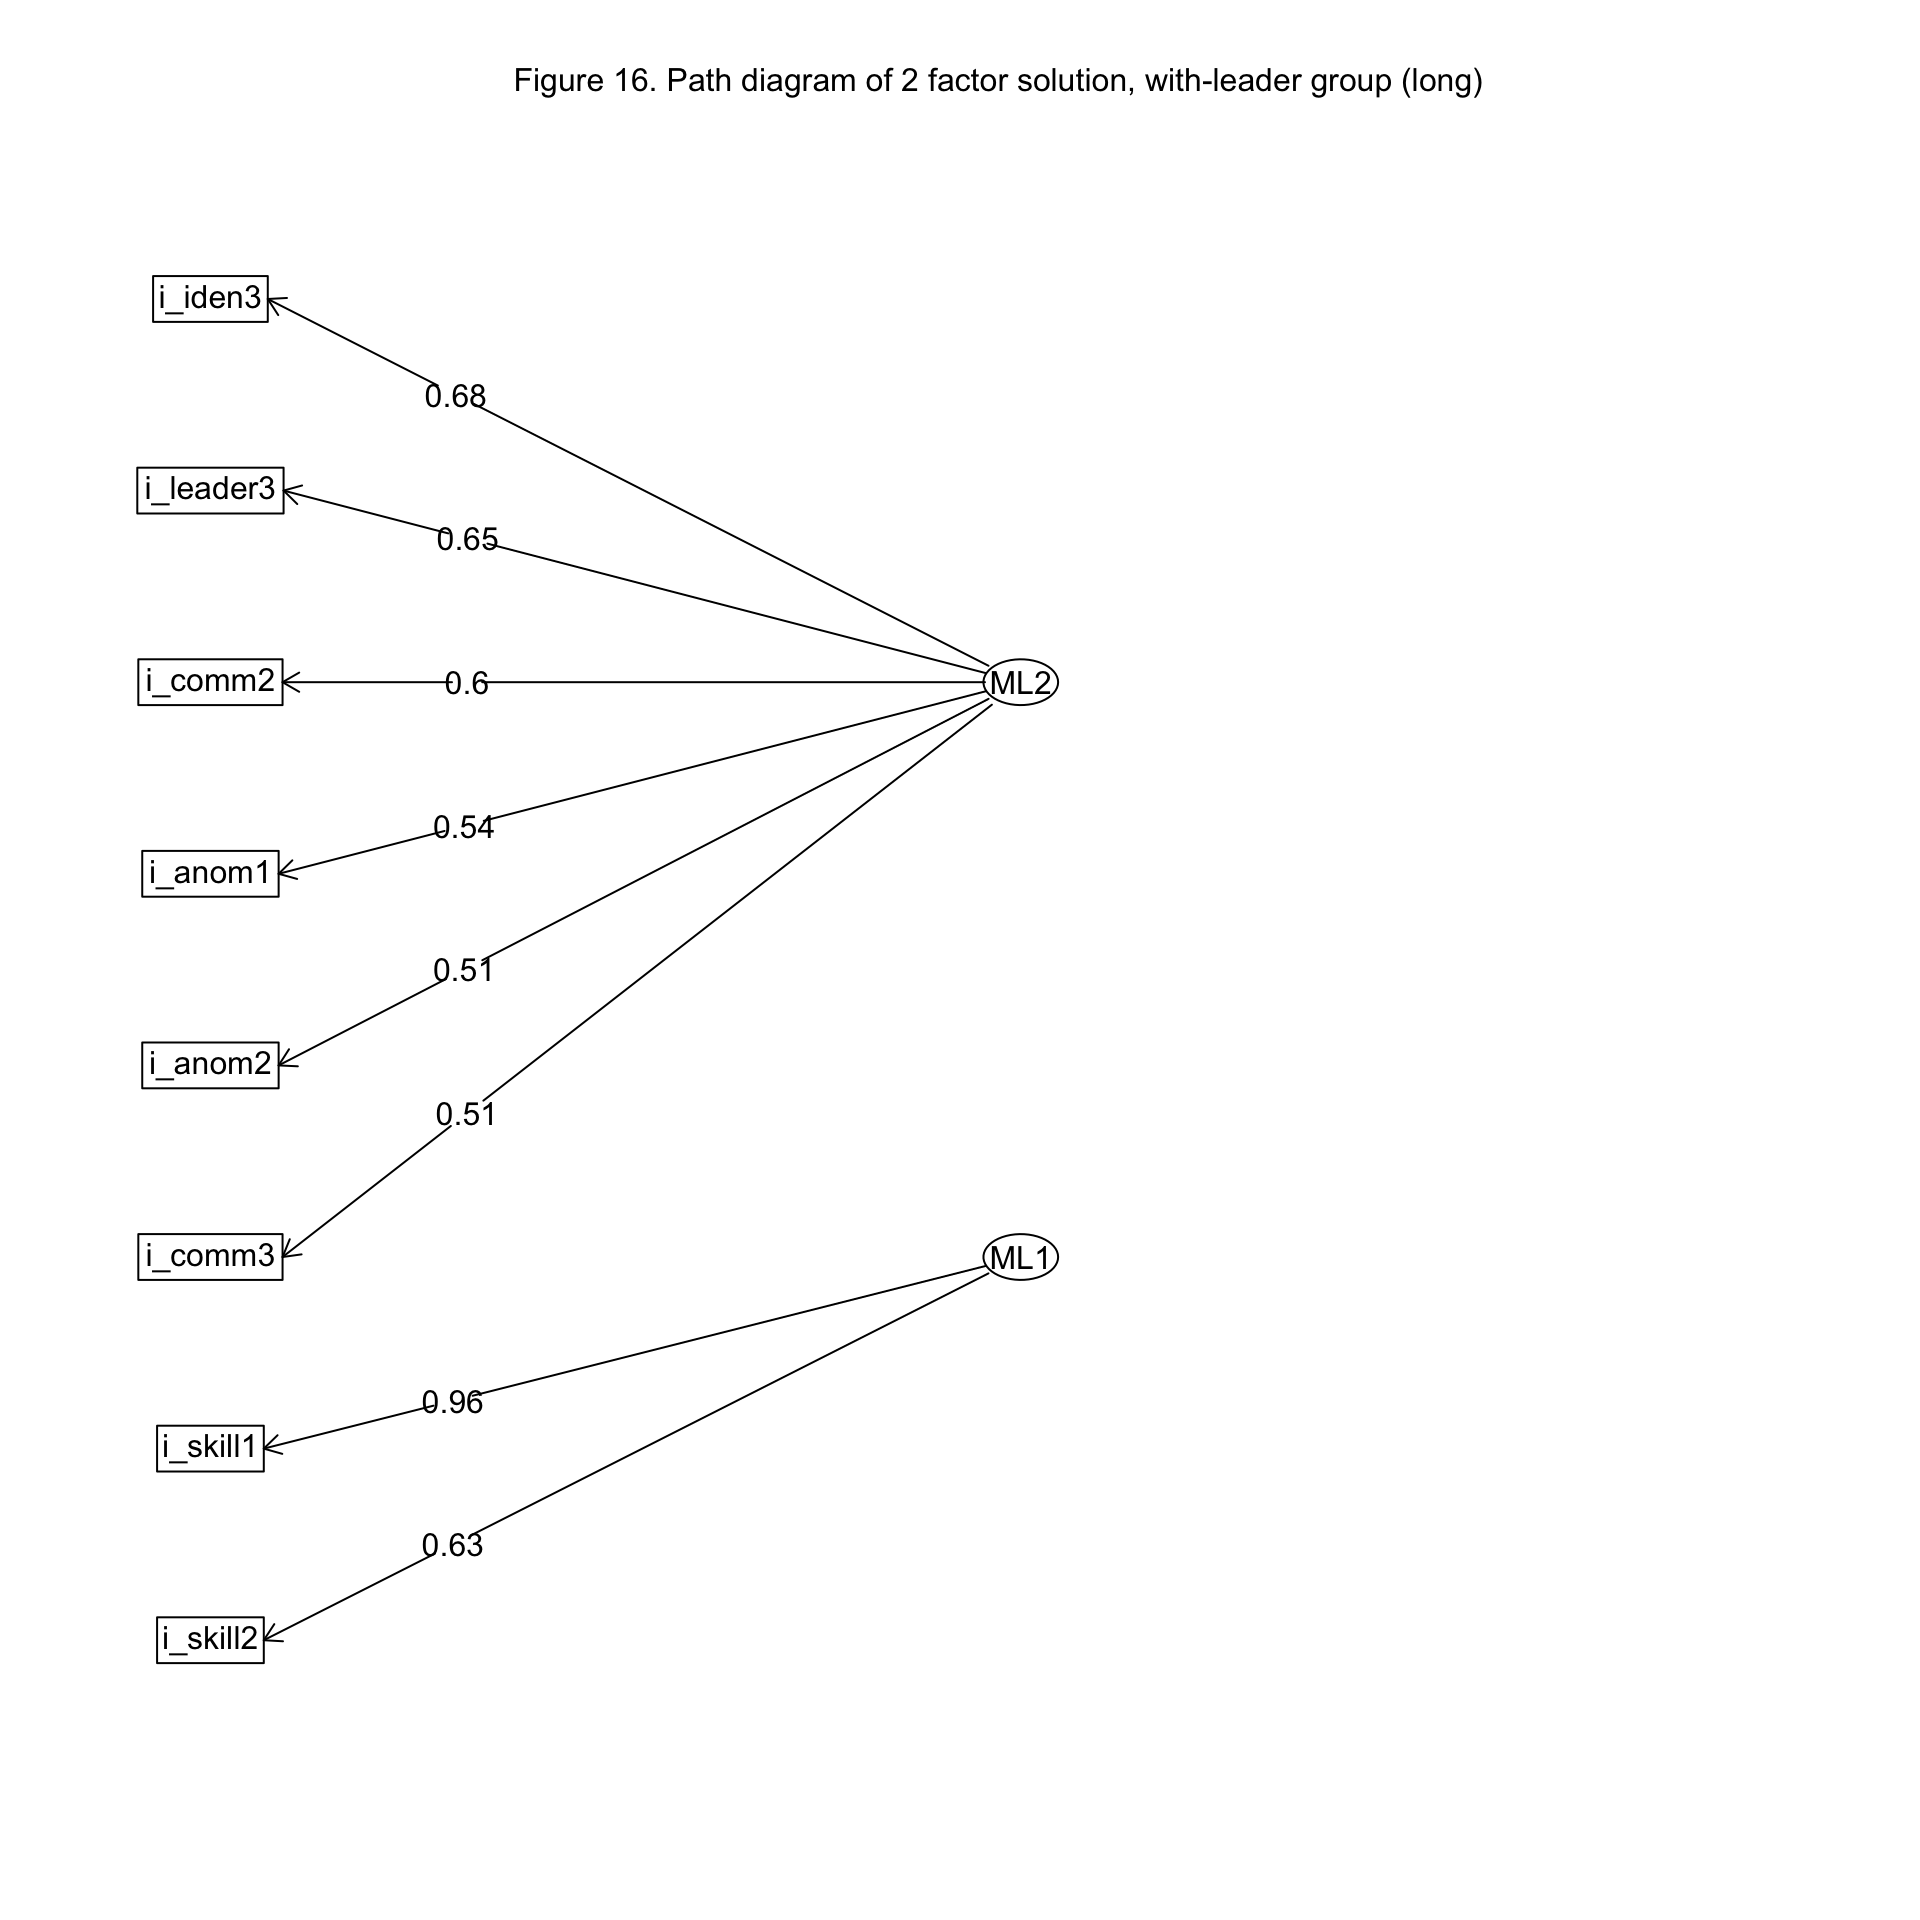 Figure 16. Path diagram of 2 factor solution, with-leader group (long)
i_iden3
0.68
i_leader3
0.65
i_comm2
0.6
ML2
0.54
i_anom1
0.51
i_anom2
0.51
i_comm3
ML1
0.96
i_skill1
0.63
i_skill2